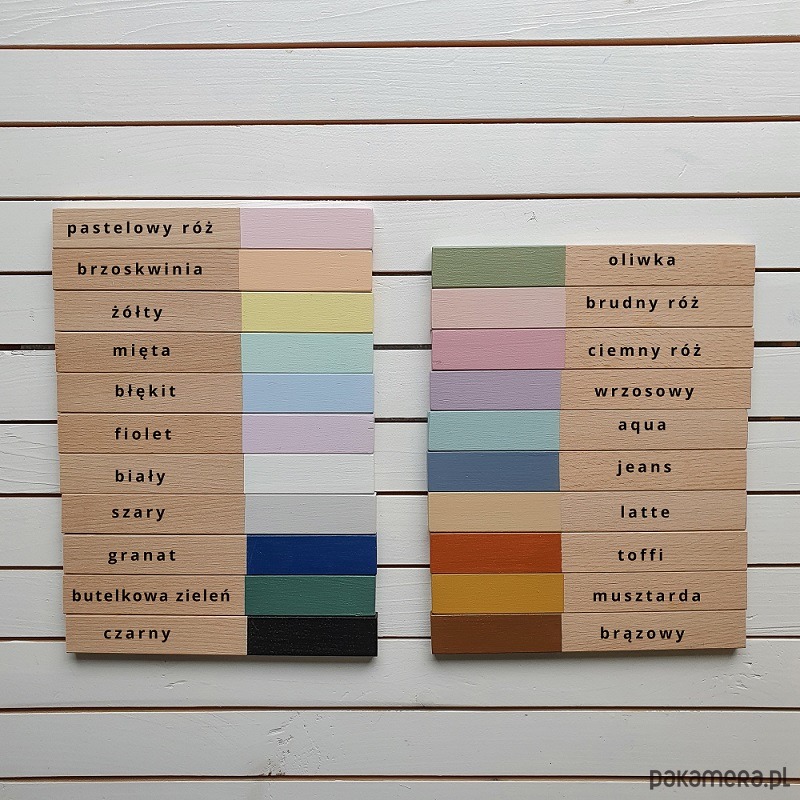 pastelowy róż
brzoskwinia
żółty
mięta
błękit
fiolet
biały
szary
granat
butelkowa zieleń
czarny
oliwka
brudny róż
ciemny róż
wrzosowy
aqua
jeans
latte
toffi
musztarda
brązowy
pakamera.pl